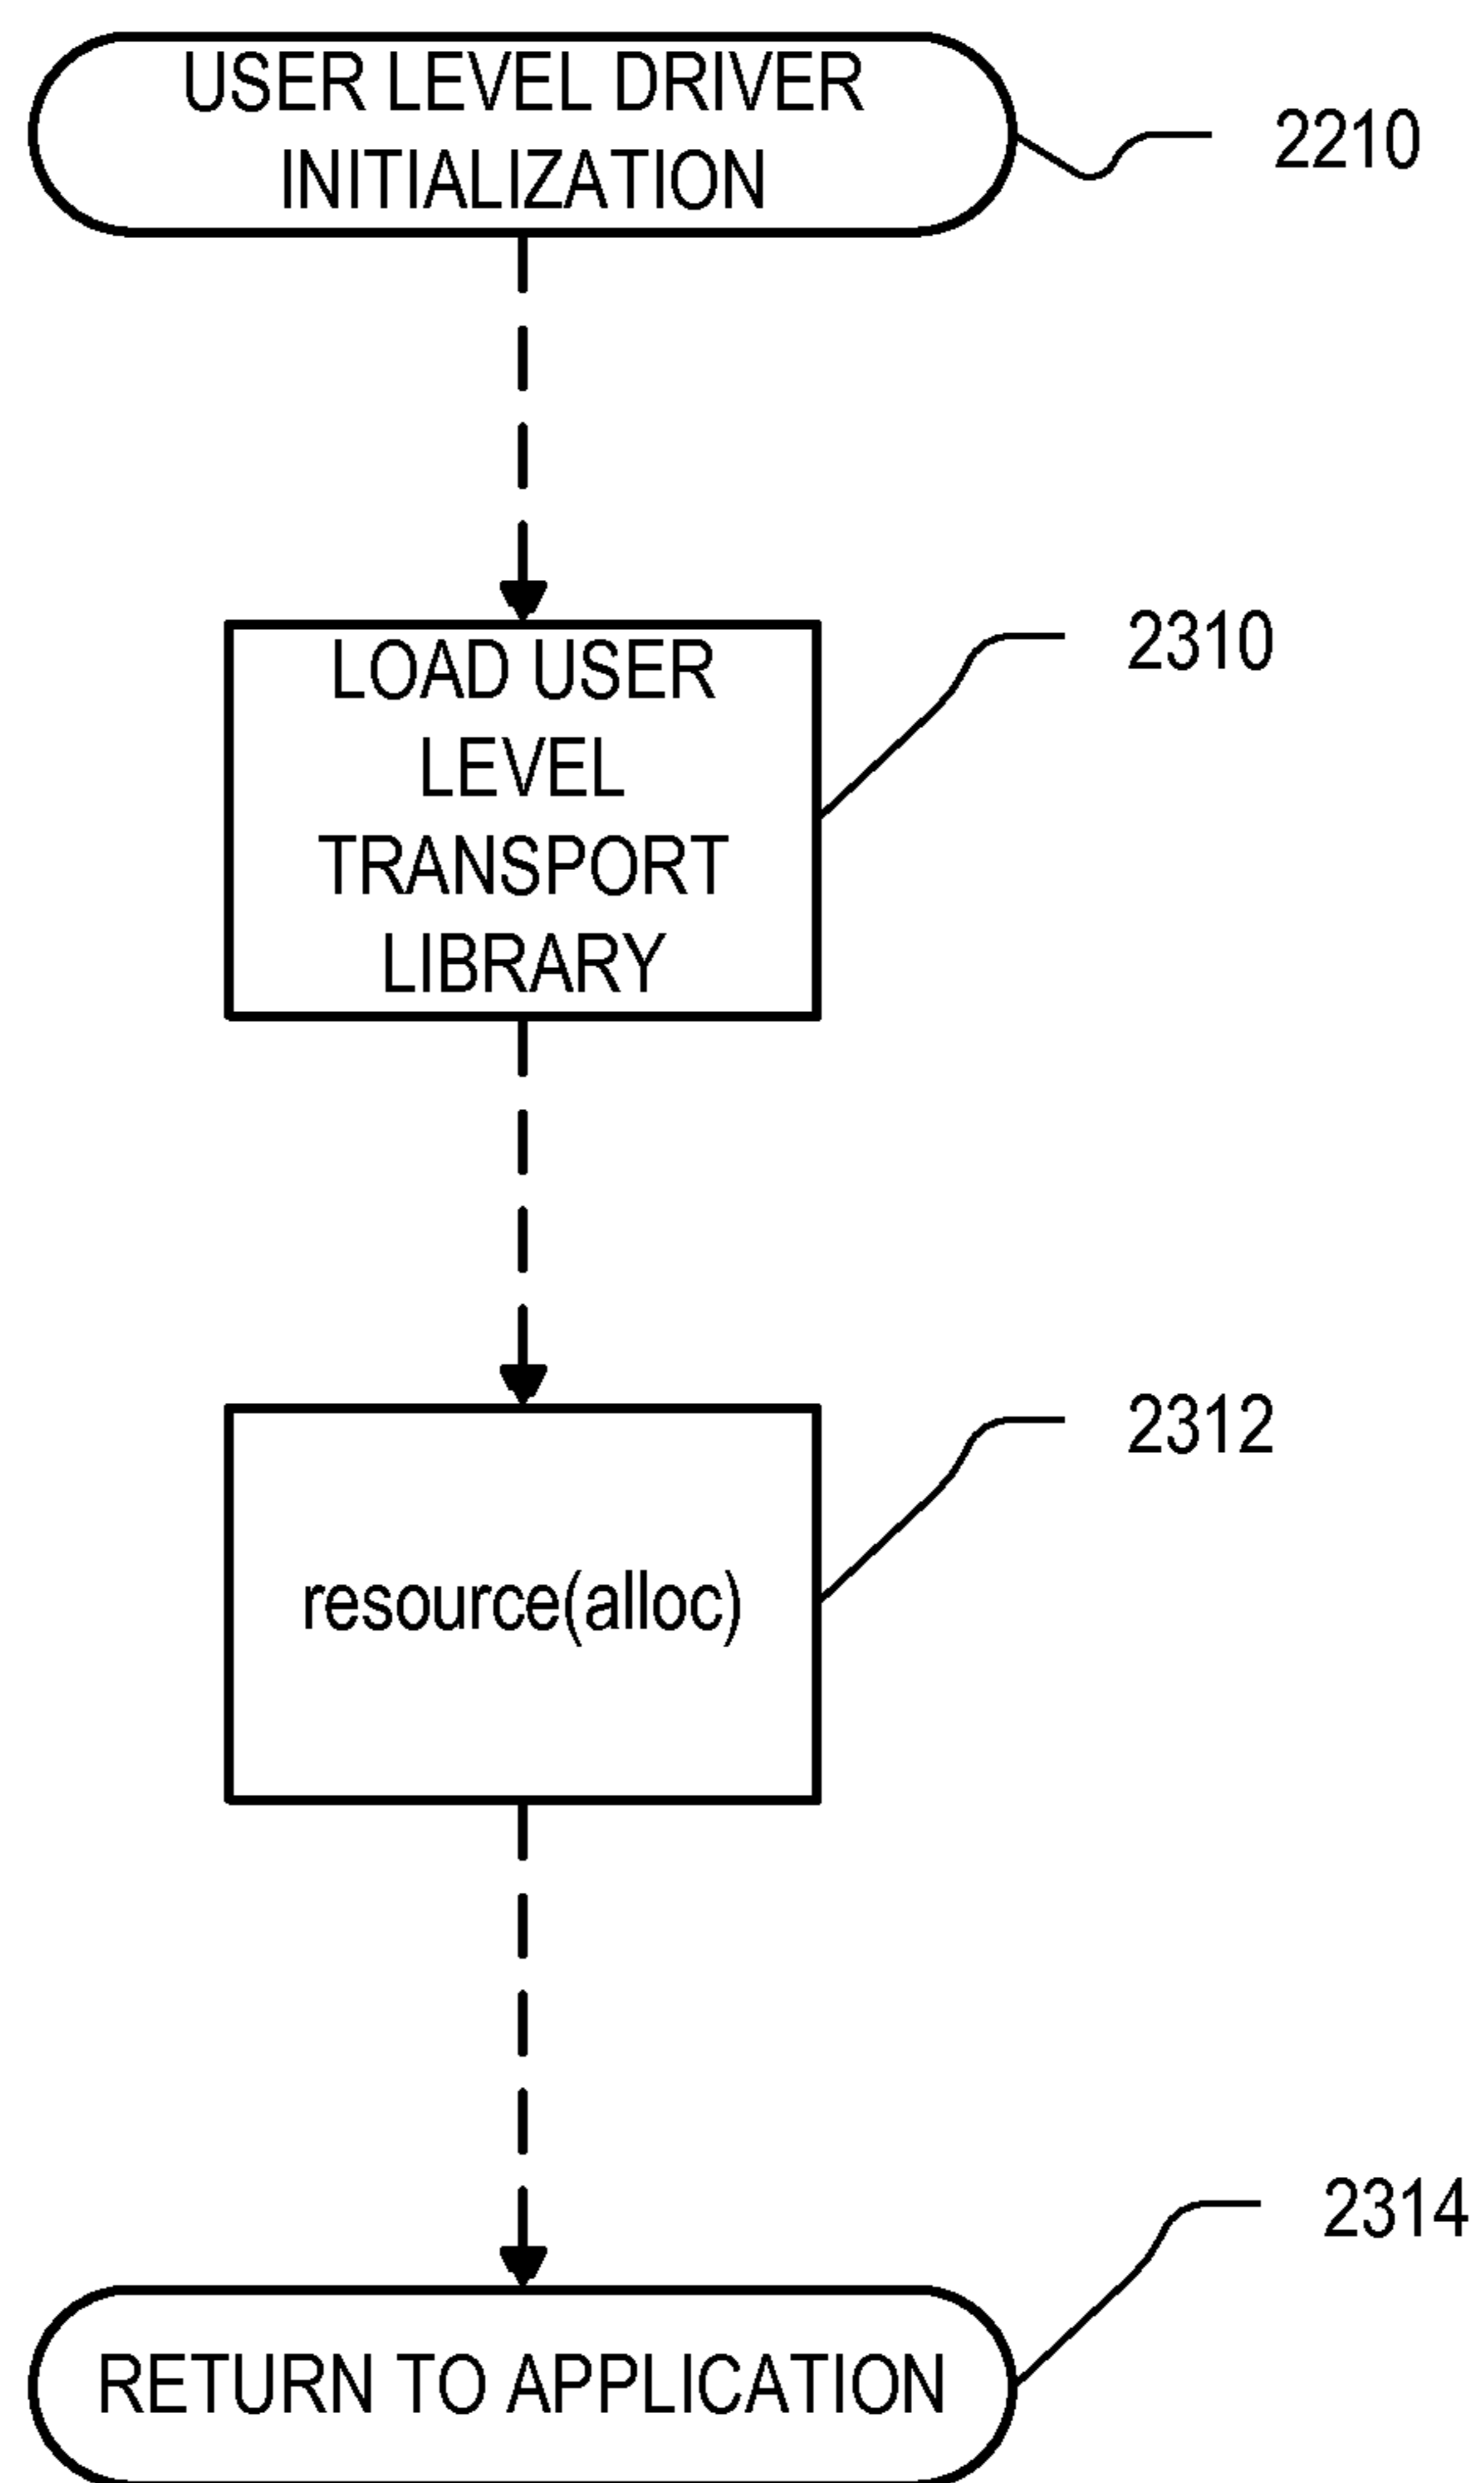 USER LEVEL DRIVER
INITIALIZATION
2210
LOAD USER
LEVEL
TRANSPORT
LIBRARY
2310
resource(alloc)
2312
RETURN TO APPLICATION
2314